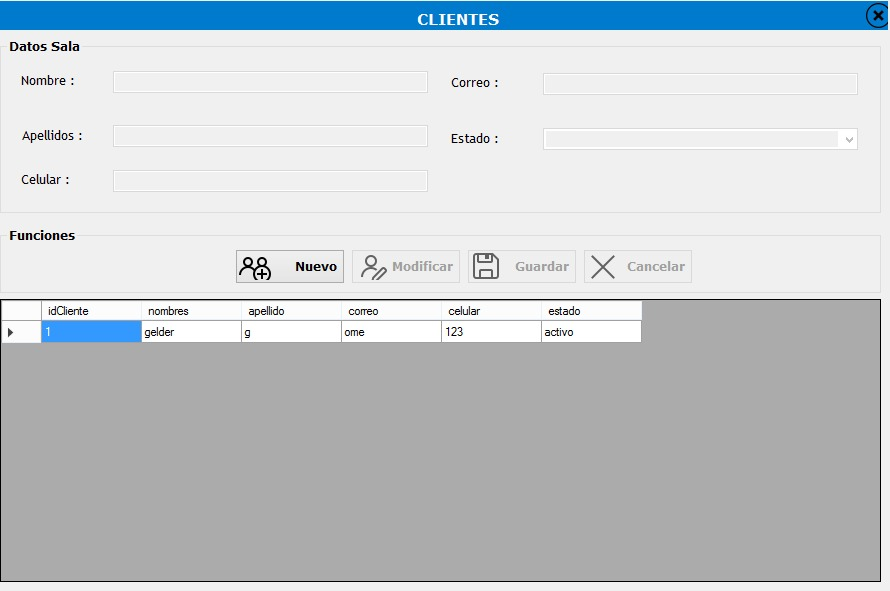 CLIENTES
Datos Sala
Nombre :
Correo :
Apellidos :
Estado :
Celular :
Funciones
Nuevo Modificar Guardar Cancelar
idCliente nombres apellido correo celular estado
1 gelder g ome 123 activo